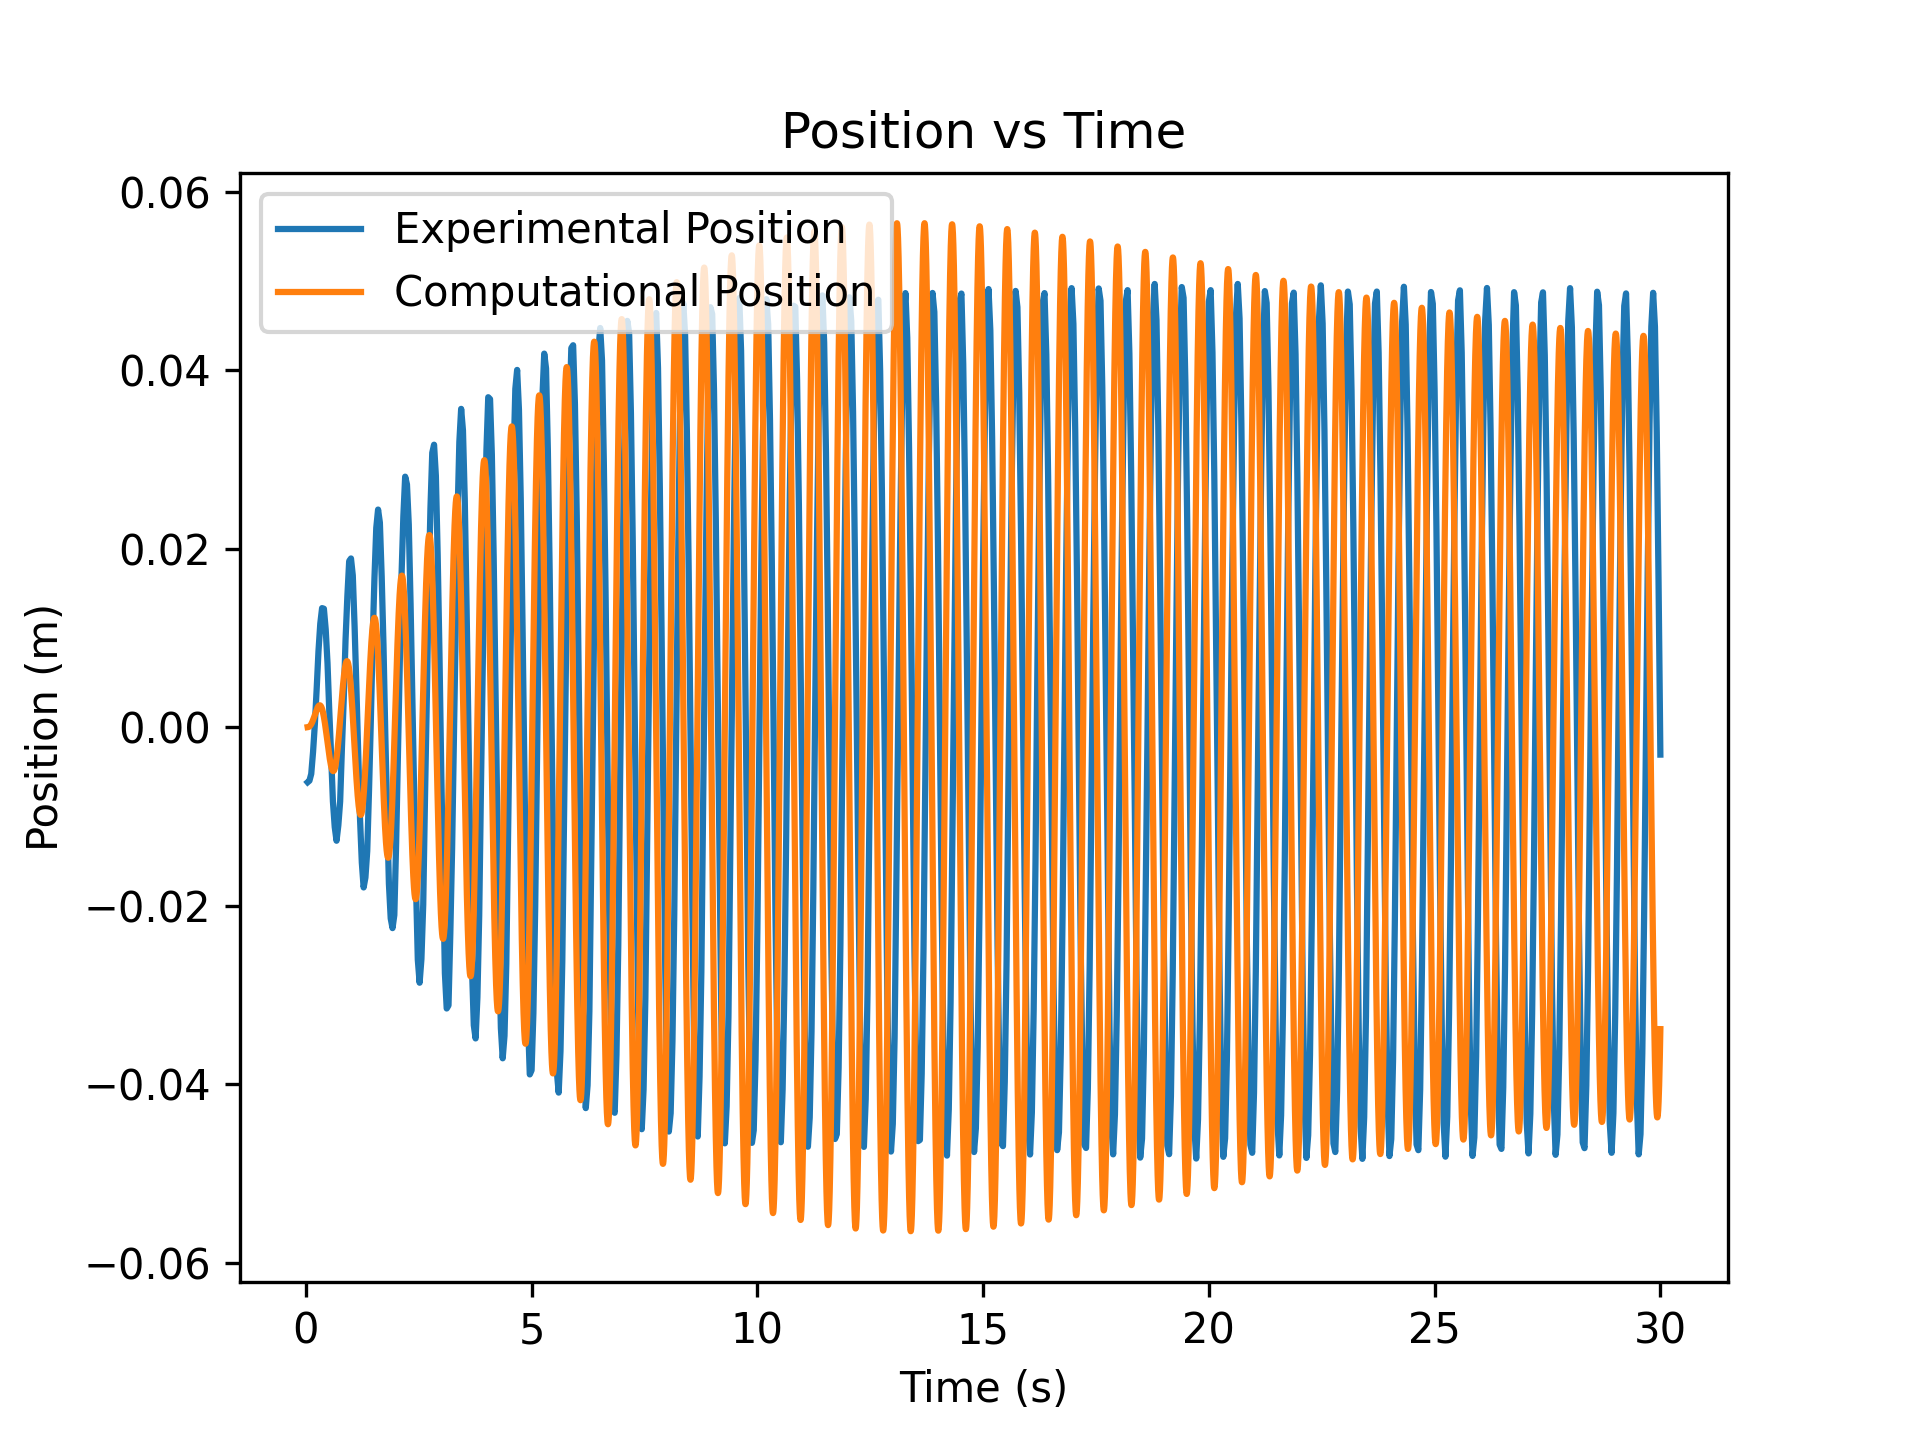 Position vs Time
Experimental Position
Computational Position
0.06
0.04
0.02
0.00
−0.02
−0.04
−0.06
Position (m)
0 5 10 15 20 25 30
Time (s)